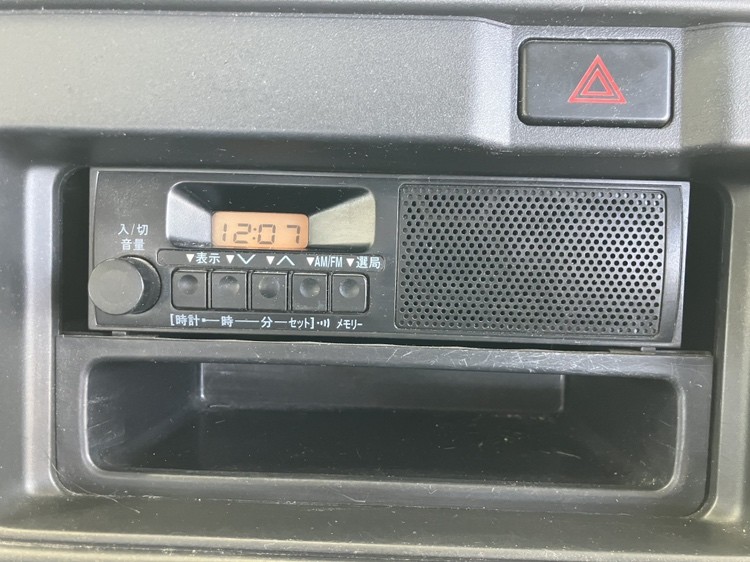 12:07
入/切
音量
▼表示 ▼∨ ▼∧ ▼AM/FM ▼選局
[時計•─時─分─セット]•))) メモリー